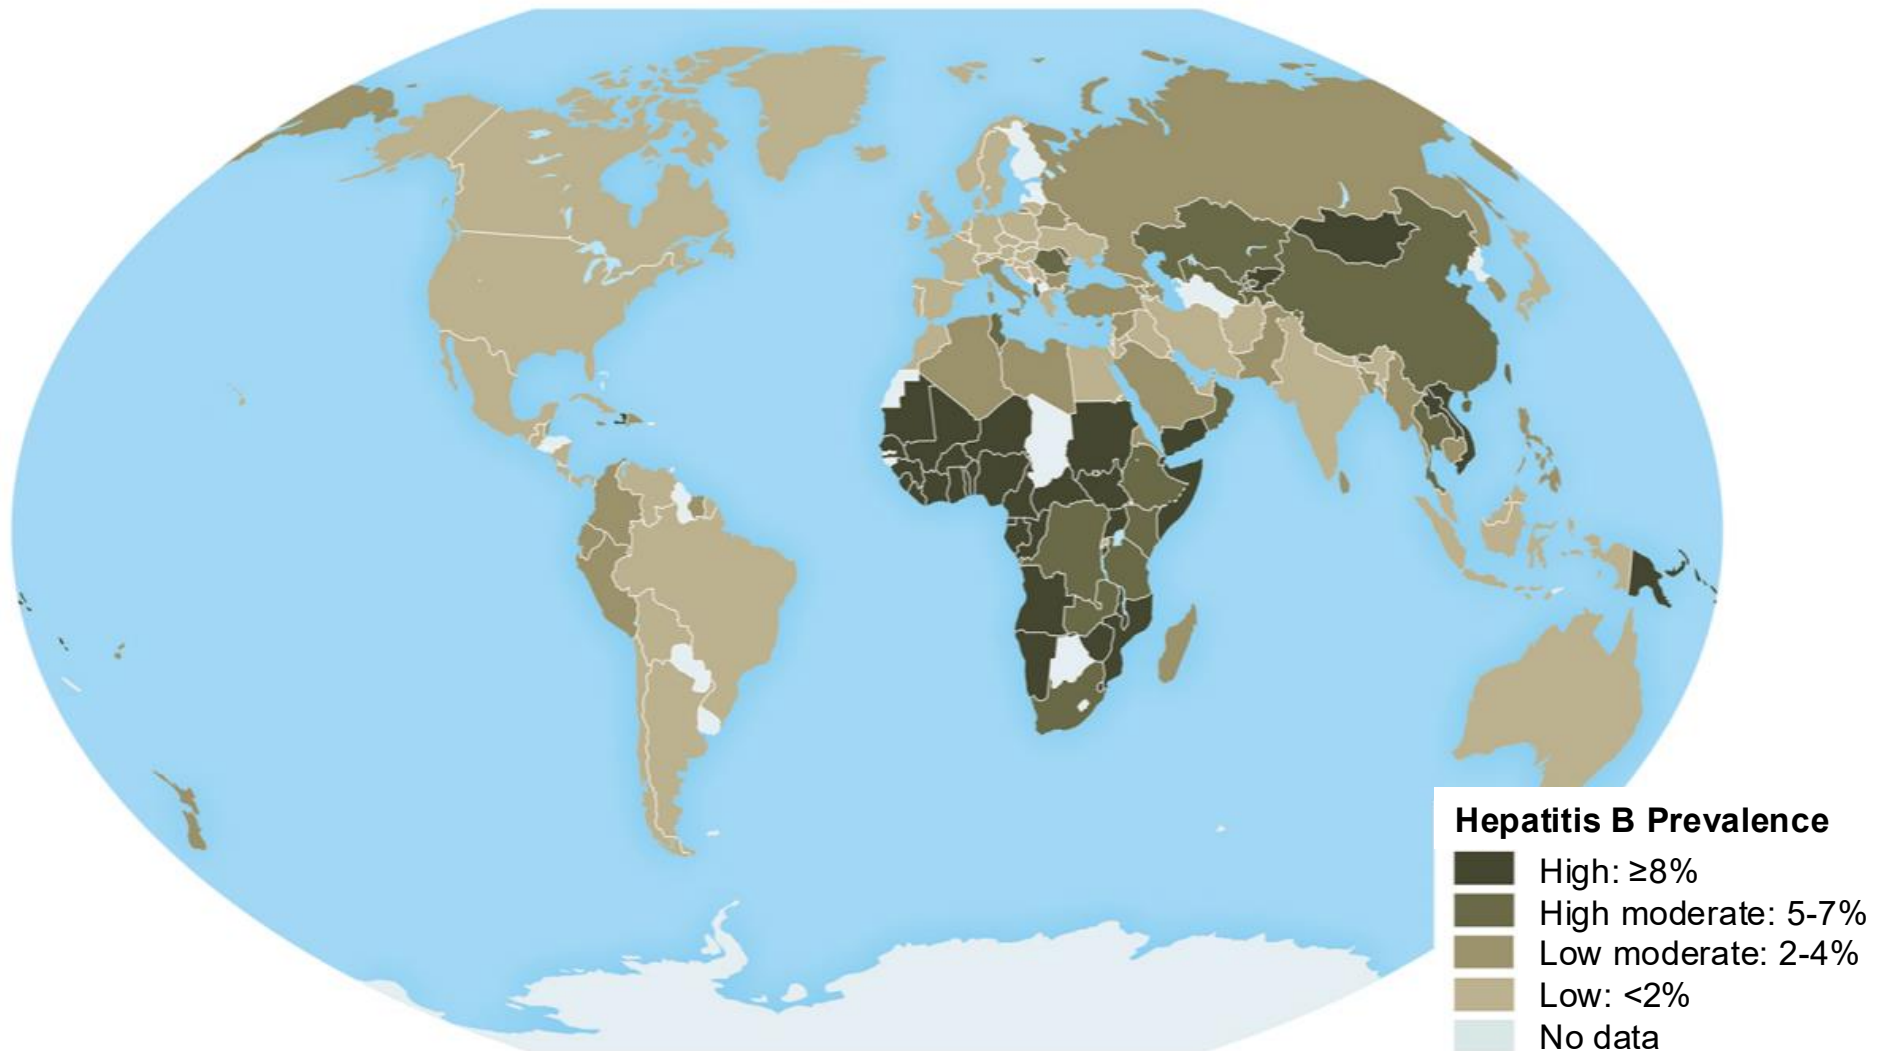 Hepatitis B Prevalence
High: ≥8%
High moderate: 5-7%
Low moderate: 2-4%
Low: <2%
No data